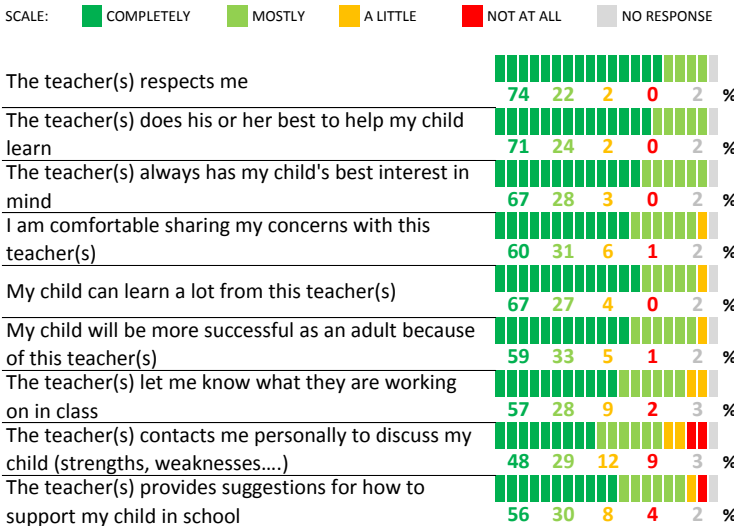 SCALE: COMPLETELY MOSTLY A LITTLE NOT AT ALL NO RESPONSE
The teacher(s) respects me
74 22 2 0 2 %
The teacher(s) does his or her best to help my child
learn
71 24 2 0 2 %
The teacher(s) always has my child's best interest in
mind
67 28 3 0 2 %
I am comfortable sharing my concerns with this
teacher(s)
60 31 6 1 2 %
My child can learn a lot from this teacher(s)
67 27 4 0 2 %
My child will be more successful as an adult because
of this teacher(s)
59 33 5 1 2 %
The teacher(s) let me know what they are working
on in class
57 28 9 2 3 %
The teacher(s) contacts me personally to discuss my
child (strengths, weaknesses....)
48 29 12 9 3 %
The teacher(s) provides suggestions for how to
support my child in school
56 30 8 4 2 %